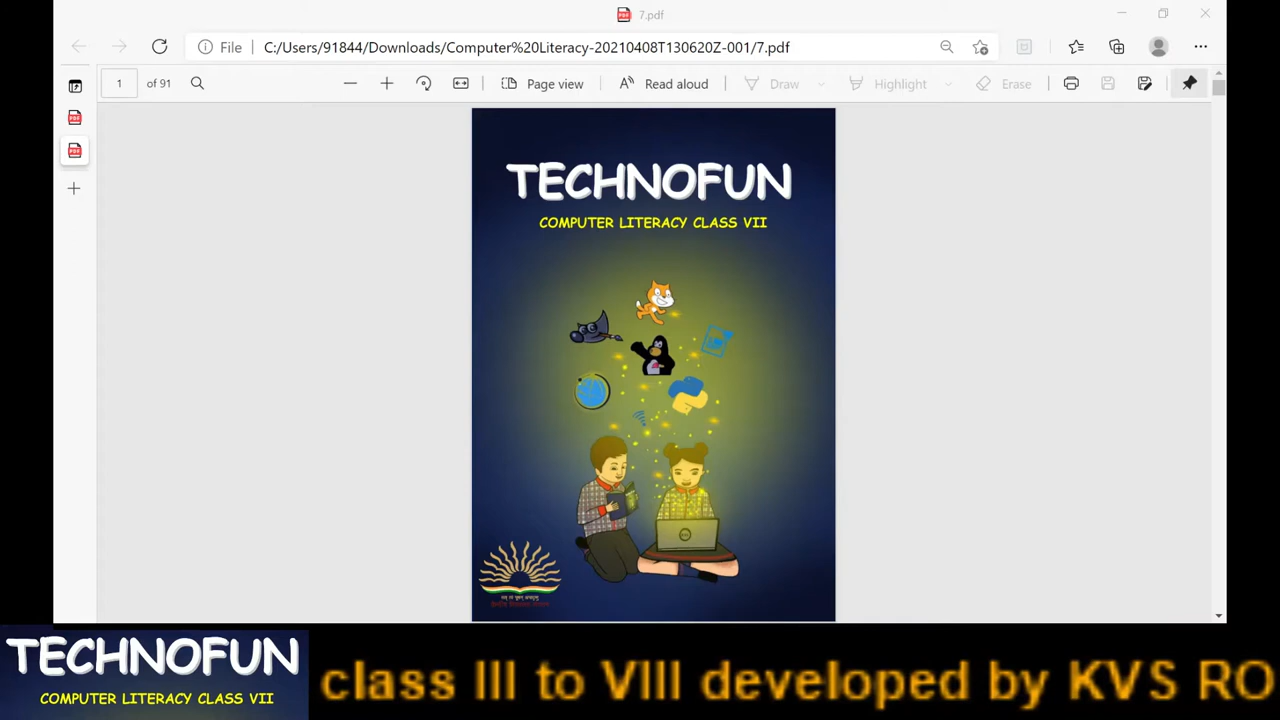 7.pdf
File C:/Users/91844/Downloads/Computer%20Literacy-20210408T130620Z-001/7.pdf
1 of 91 Page view Read aloud Draw Highlight Erase
TECHNOFUN
COMPUTER LITERACY CLASS VII
TECHNOFUN
COMPUTER LITERACY CLASS VII
class III to VIII developed by KVS RO